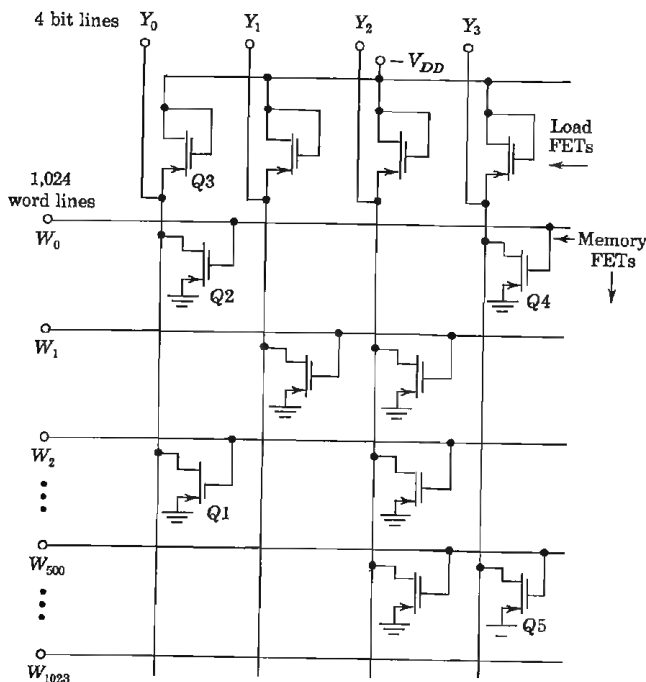 4 bit lines
Y₀
Y₁
Y₂
Y₃
−V_DD
Load
FETs
Q3
1,024
word lines
W₀
Memory
FETs
Q2
Q4
W₁
W₂
Q1
W₅₀₀
Q5
W₁₀₂₃